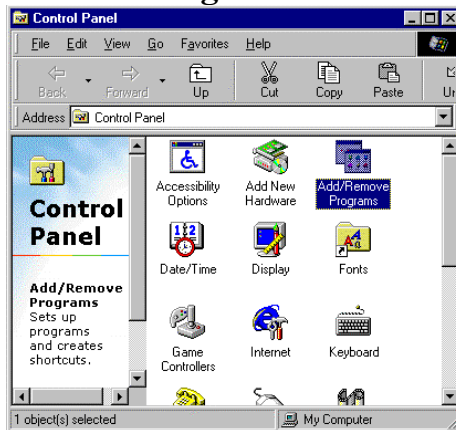 Control Panel
File Edit View Go Favorites Help
Back Forward Up Cut Copy Paste
Address Control Panel
Control
Panel
Add/Remove
Programs
Sets up
programs
and creates
shortcuts.
Accessibility
Options
Add New
Hardware
Add/Remove
Programs
Date/Time
Display
Fonts
Game
Controllers
Internet
Keyboard
1 object(s) selected
My Computer